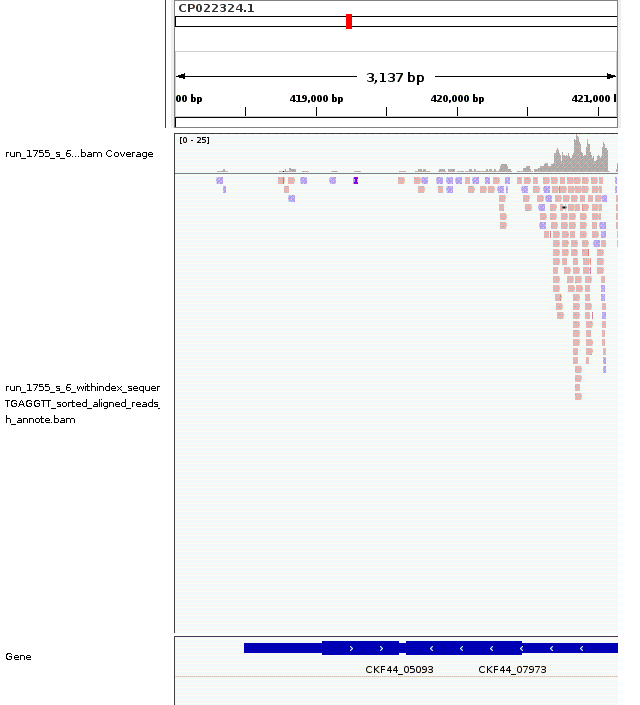 CP022324.1
3,137 bp
00 bp 419,000 bp 420,000 bp 421,000 l
[0 - 25]
run_1755_s_6...bam Coverage
run_1755_s_6_withindex_sequer
TGAGGTT_sorted_aligned_reads_
h_annote.bam
Gene
CKF44_05093 CKF44_07973